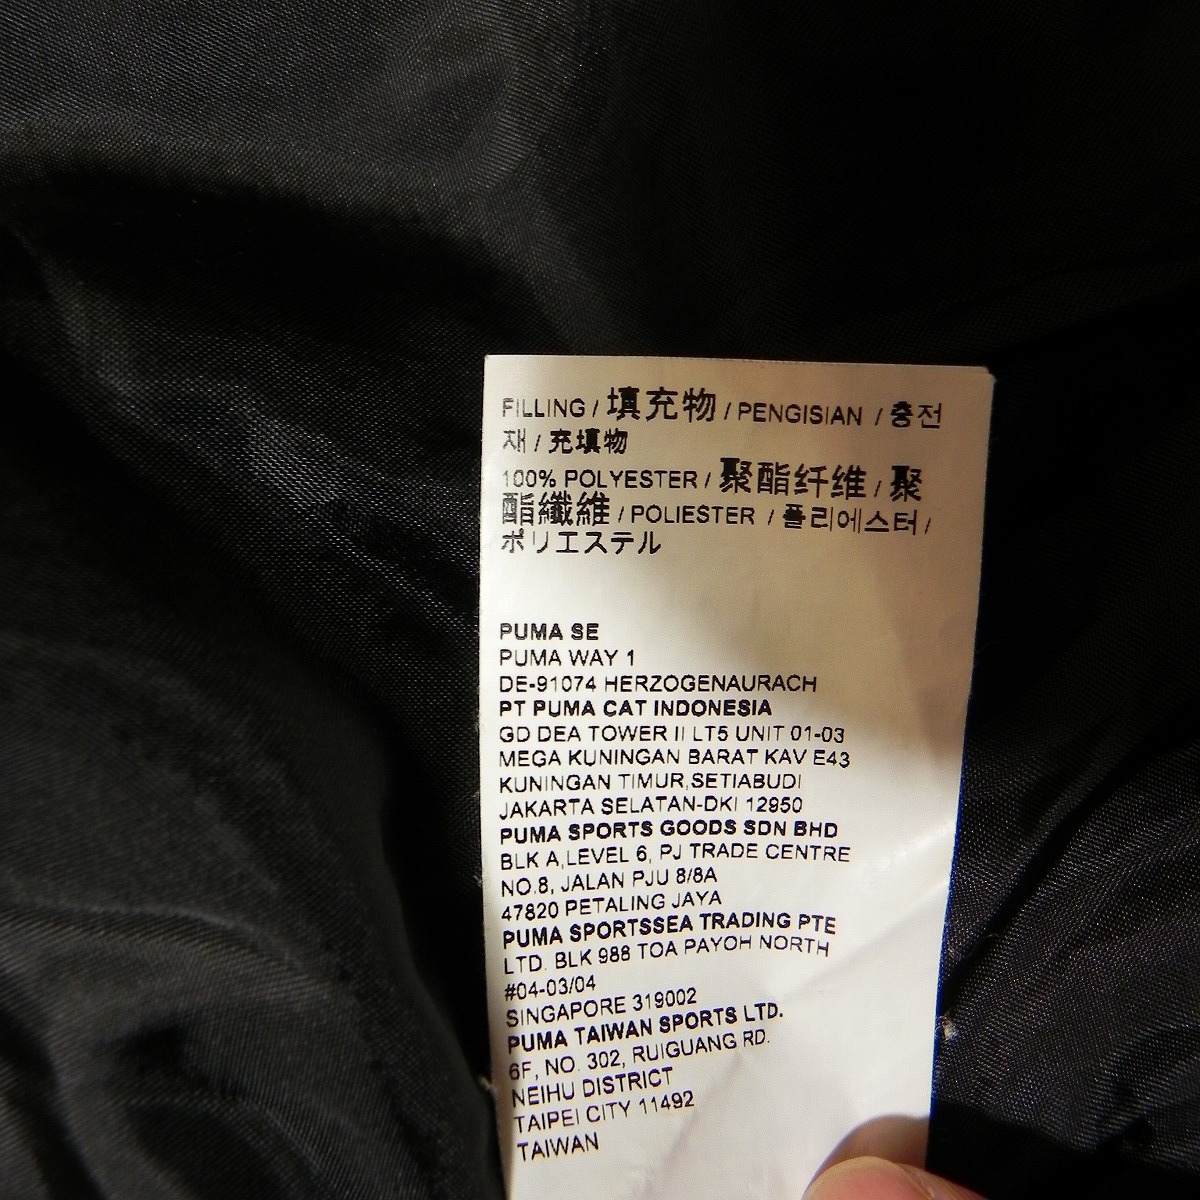 FILLING / 填充物 / PENGISIAN / 충전
재 / 充填物
100% POLYESTER / 聚酯纤维 / 聚
酯纖維 / POLIESTER / 폴리에스터 /
ポリエステル
PUMA SE
PUMA WAY 1
DE-91074 HERZOGENAURACH
PT PUMA CAT INDONESIA
GD DEA TOWER II LT5 UNIT 01-03
MEGA KUNINGAN BARAT KAV E43
KUNINGAN TIMUR,SETIABUDI
JAKARTA SELATAN-DKI 12950
PUMA SPORTS GOODS SDN BHD
BLK A,LEVEL 6, PJ TRADE CENTRE
NO.8, JALAN PJU 8/8A
47820 PETALING JAYA
PUMA SPORTSSEA TRADING PTE
LTD. BLK 988 TOA PAYOH NORTH
#04-03/04
SINGAPORE 319002
PUMA TAIWAN SPORTS LTD.
6F, NO. 302, RUIGUANG RD.
NEIHU DISTRICT
TAIPEI CITY 11492
TAIWAN